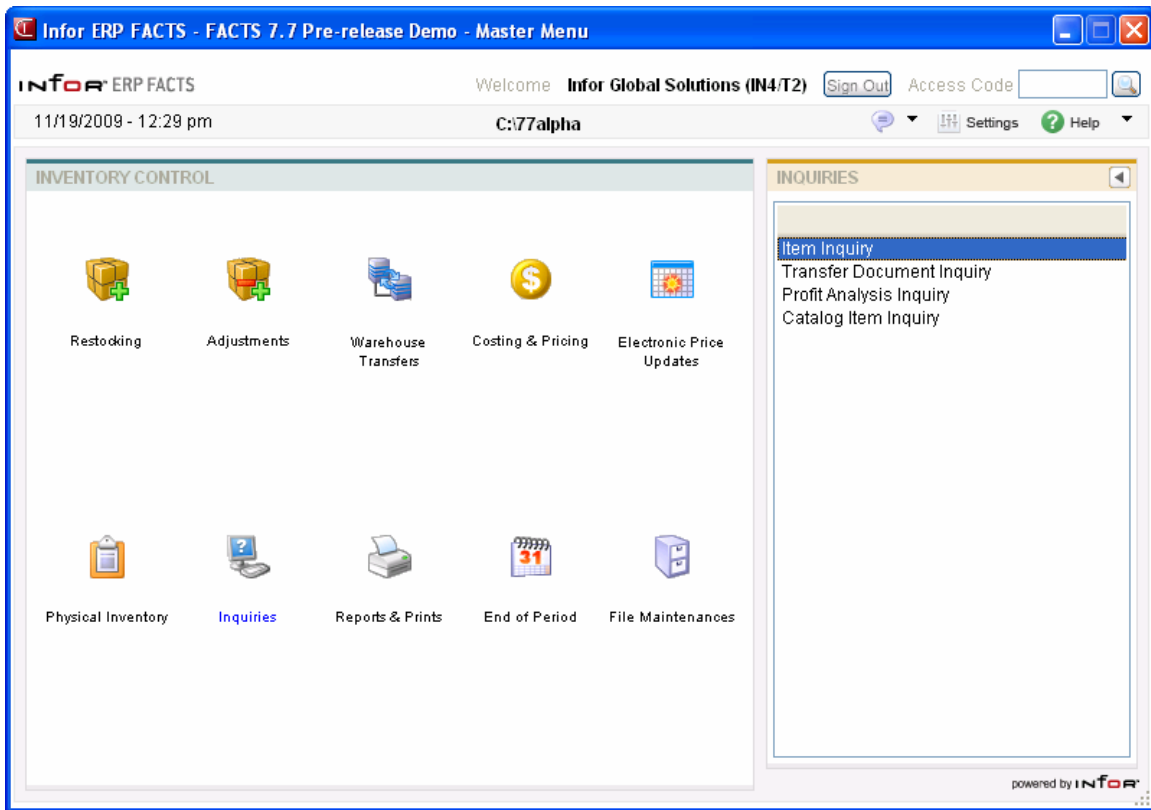 Infor ERP FACTS - FACTS 7.7 Pre-release Demo - Master Menu
infor ERP FACTS
Welcome Infor Global Solutions (IN4/T2) Sign Out Access Code
11/19/2009 - 12:29 pm C:\77alpha Settings ? Help
INVENTORY CONTROL
Restocking Adjustments Warehouse Transfers Costing & Pricing Electronic Price Updates
Physical Inventory Inquiries Reports & Prints 31 End of Period File Maintenances
INQUIRIES
Item Inquiry
Transfer Document Inquiry
Profit Analysis Inquiry
Catalog Item Inquiry
powered by infor